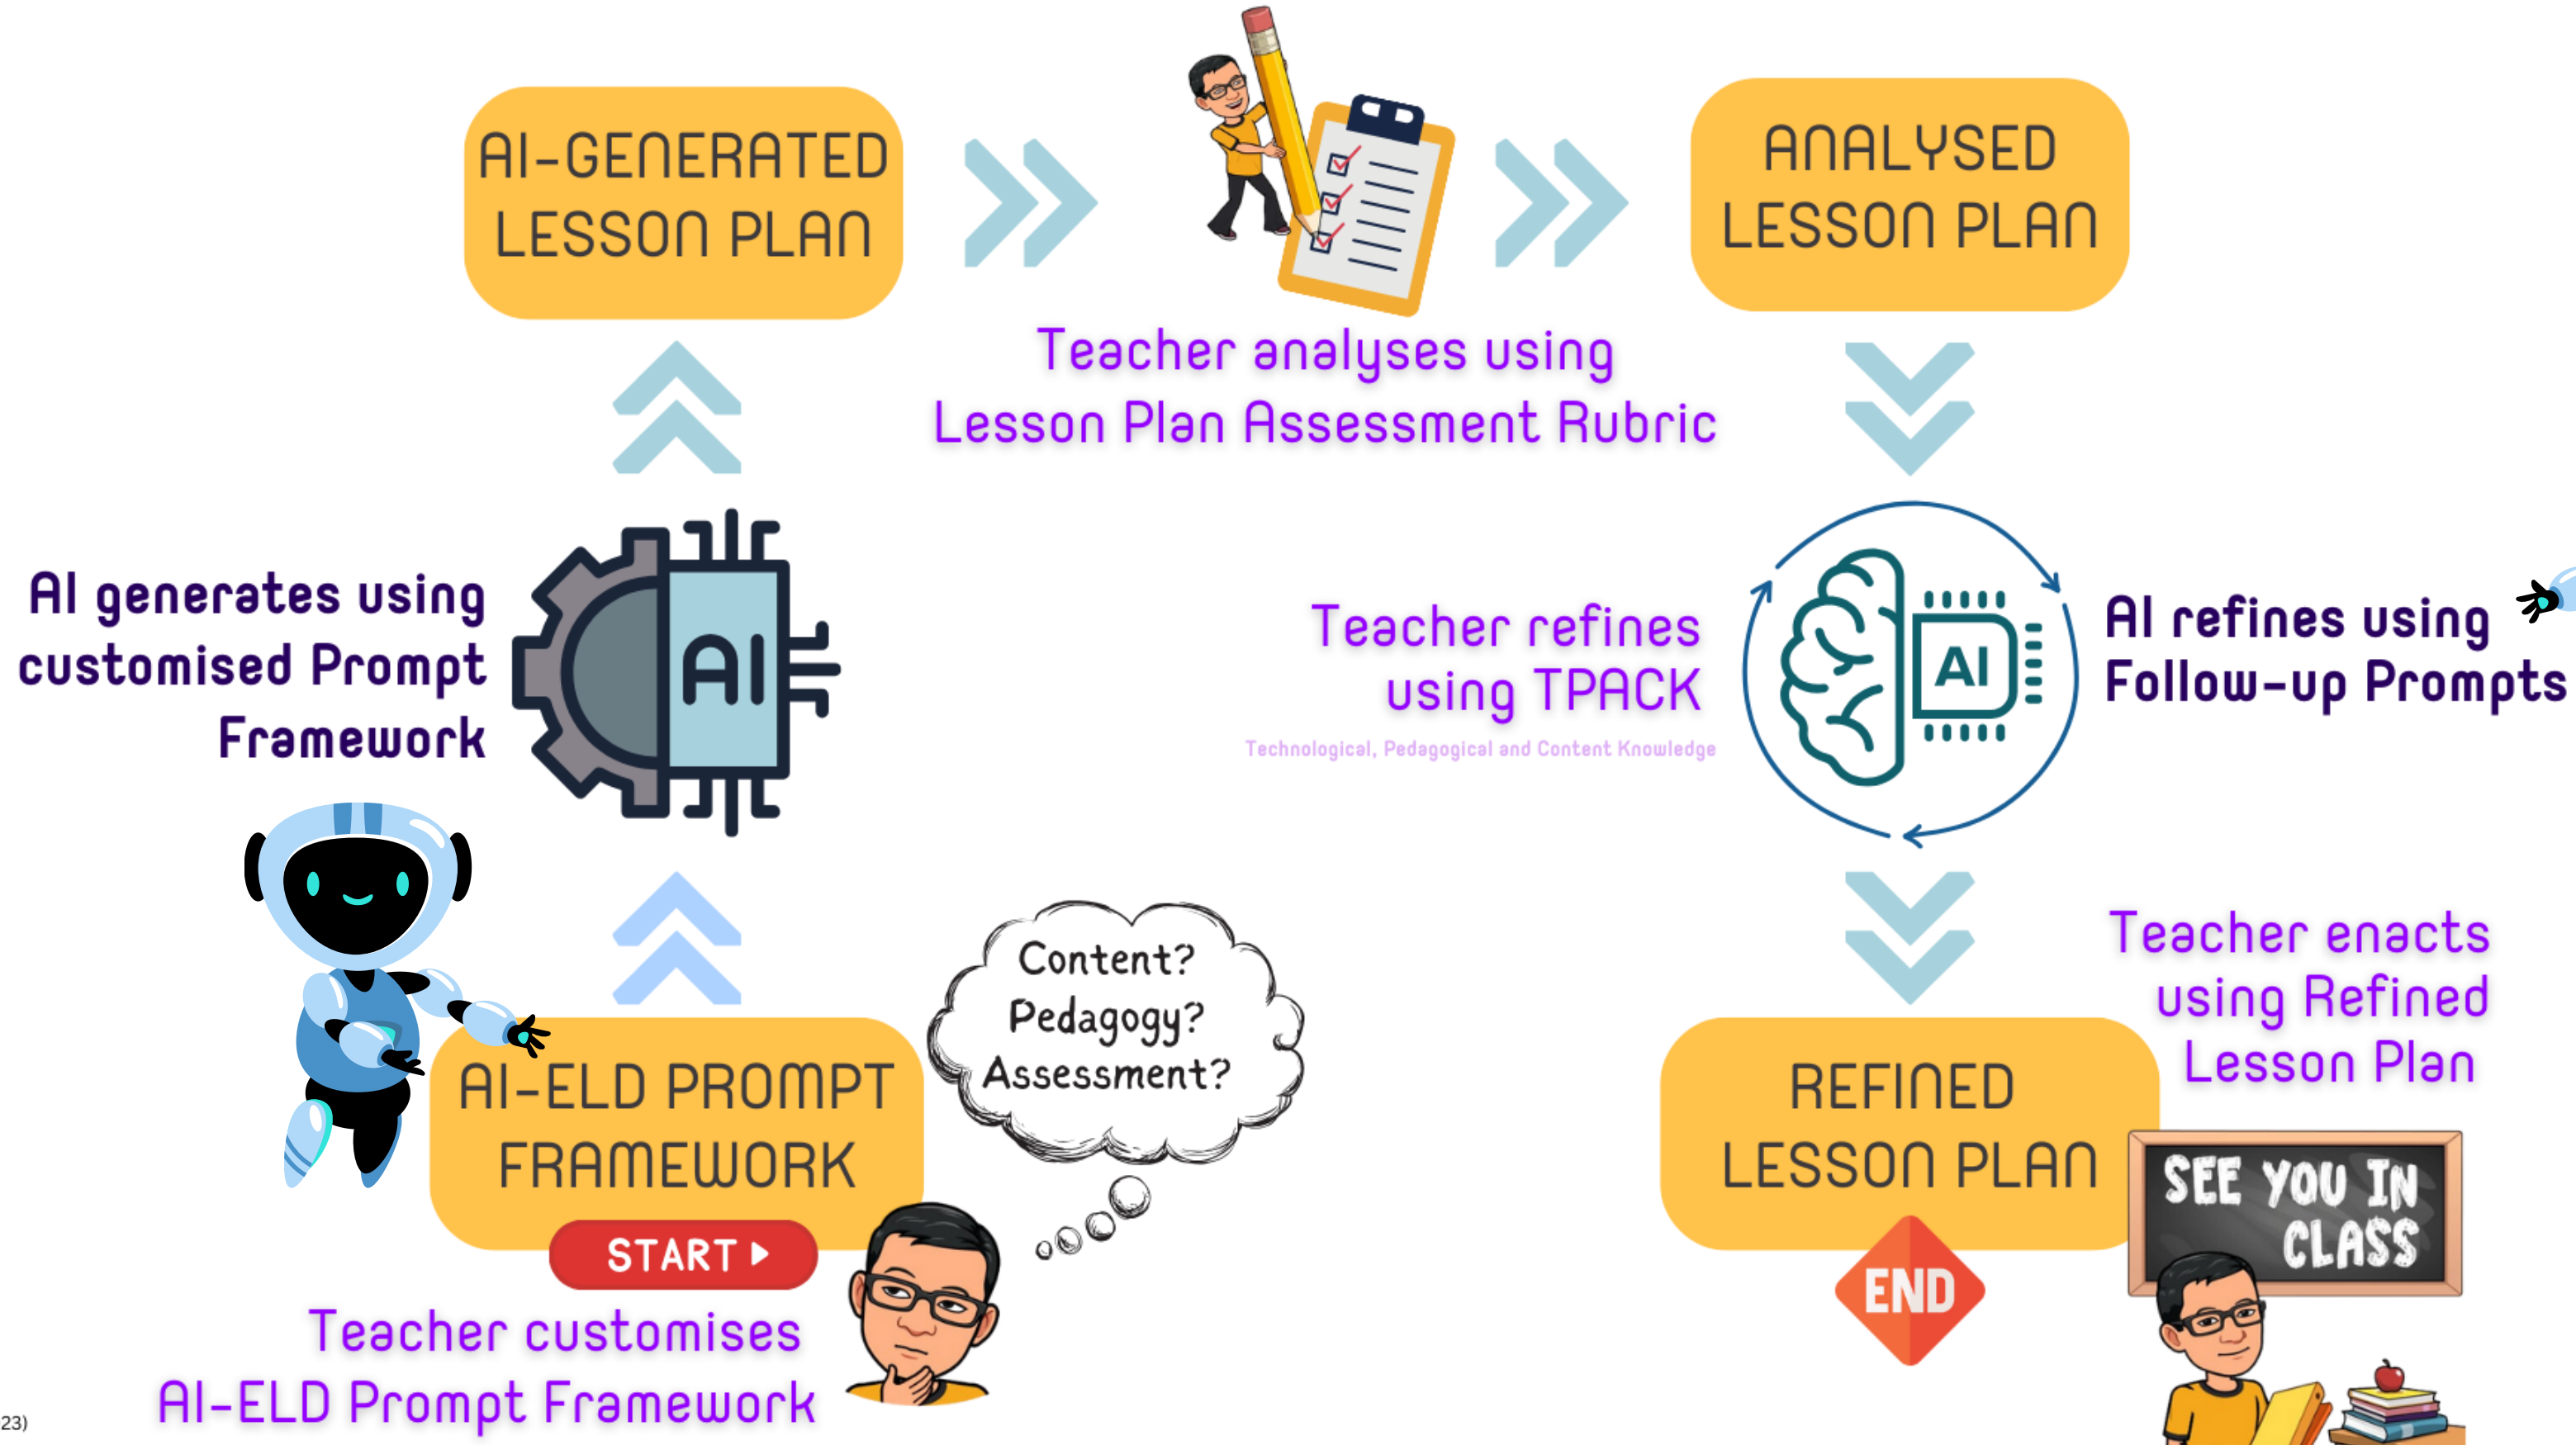 AI-GENERATED
LESSON PLAN
ANALYSED
LESSON PLAN
Teacher analyses using
Lesson Plan Assessment Rubric
AI generates using
customised Prompt
Framework
AI
Teacher refines
using TPACK
Technological, Pedagogical and Content Knowledge
AI
AI refines using
Follow-up Prompts
Content?
Pedagogy?
Assessment?
AI-ELD PROMPT
FRAMEWORK
START
Teacher customises
AI-ELD Prompt Framework
Teacher enacts
using Refined
Lesson Plan
REFINED
LESSON PLAN
END
SEE YOU IN
CLASS
23)